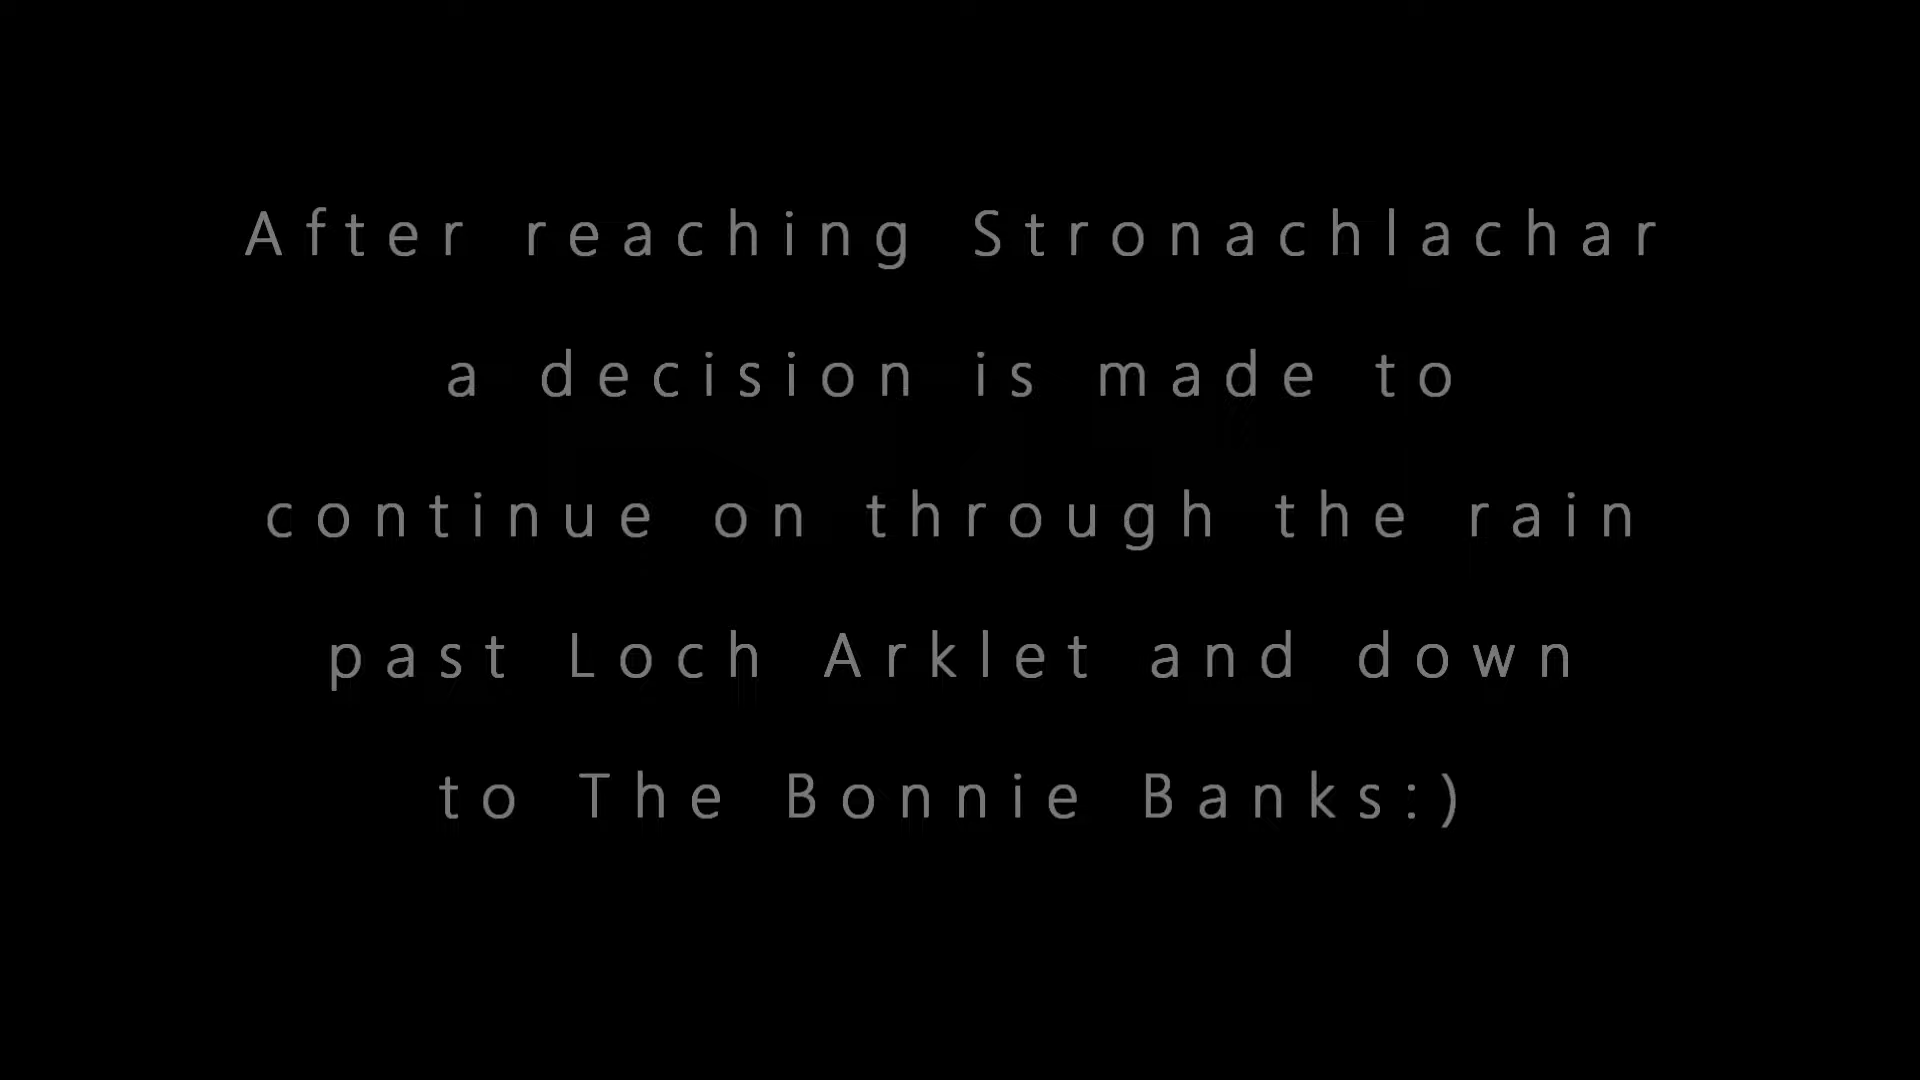 After reaching Stronachlachar
a decision is made to
continue on through the rain
past Loch Arklet and down
to The Bonnie Banks:)